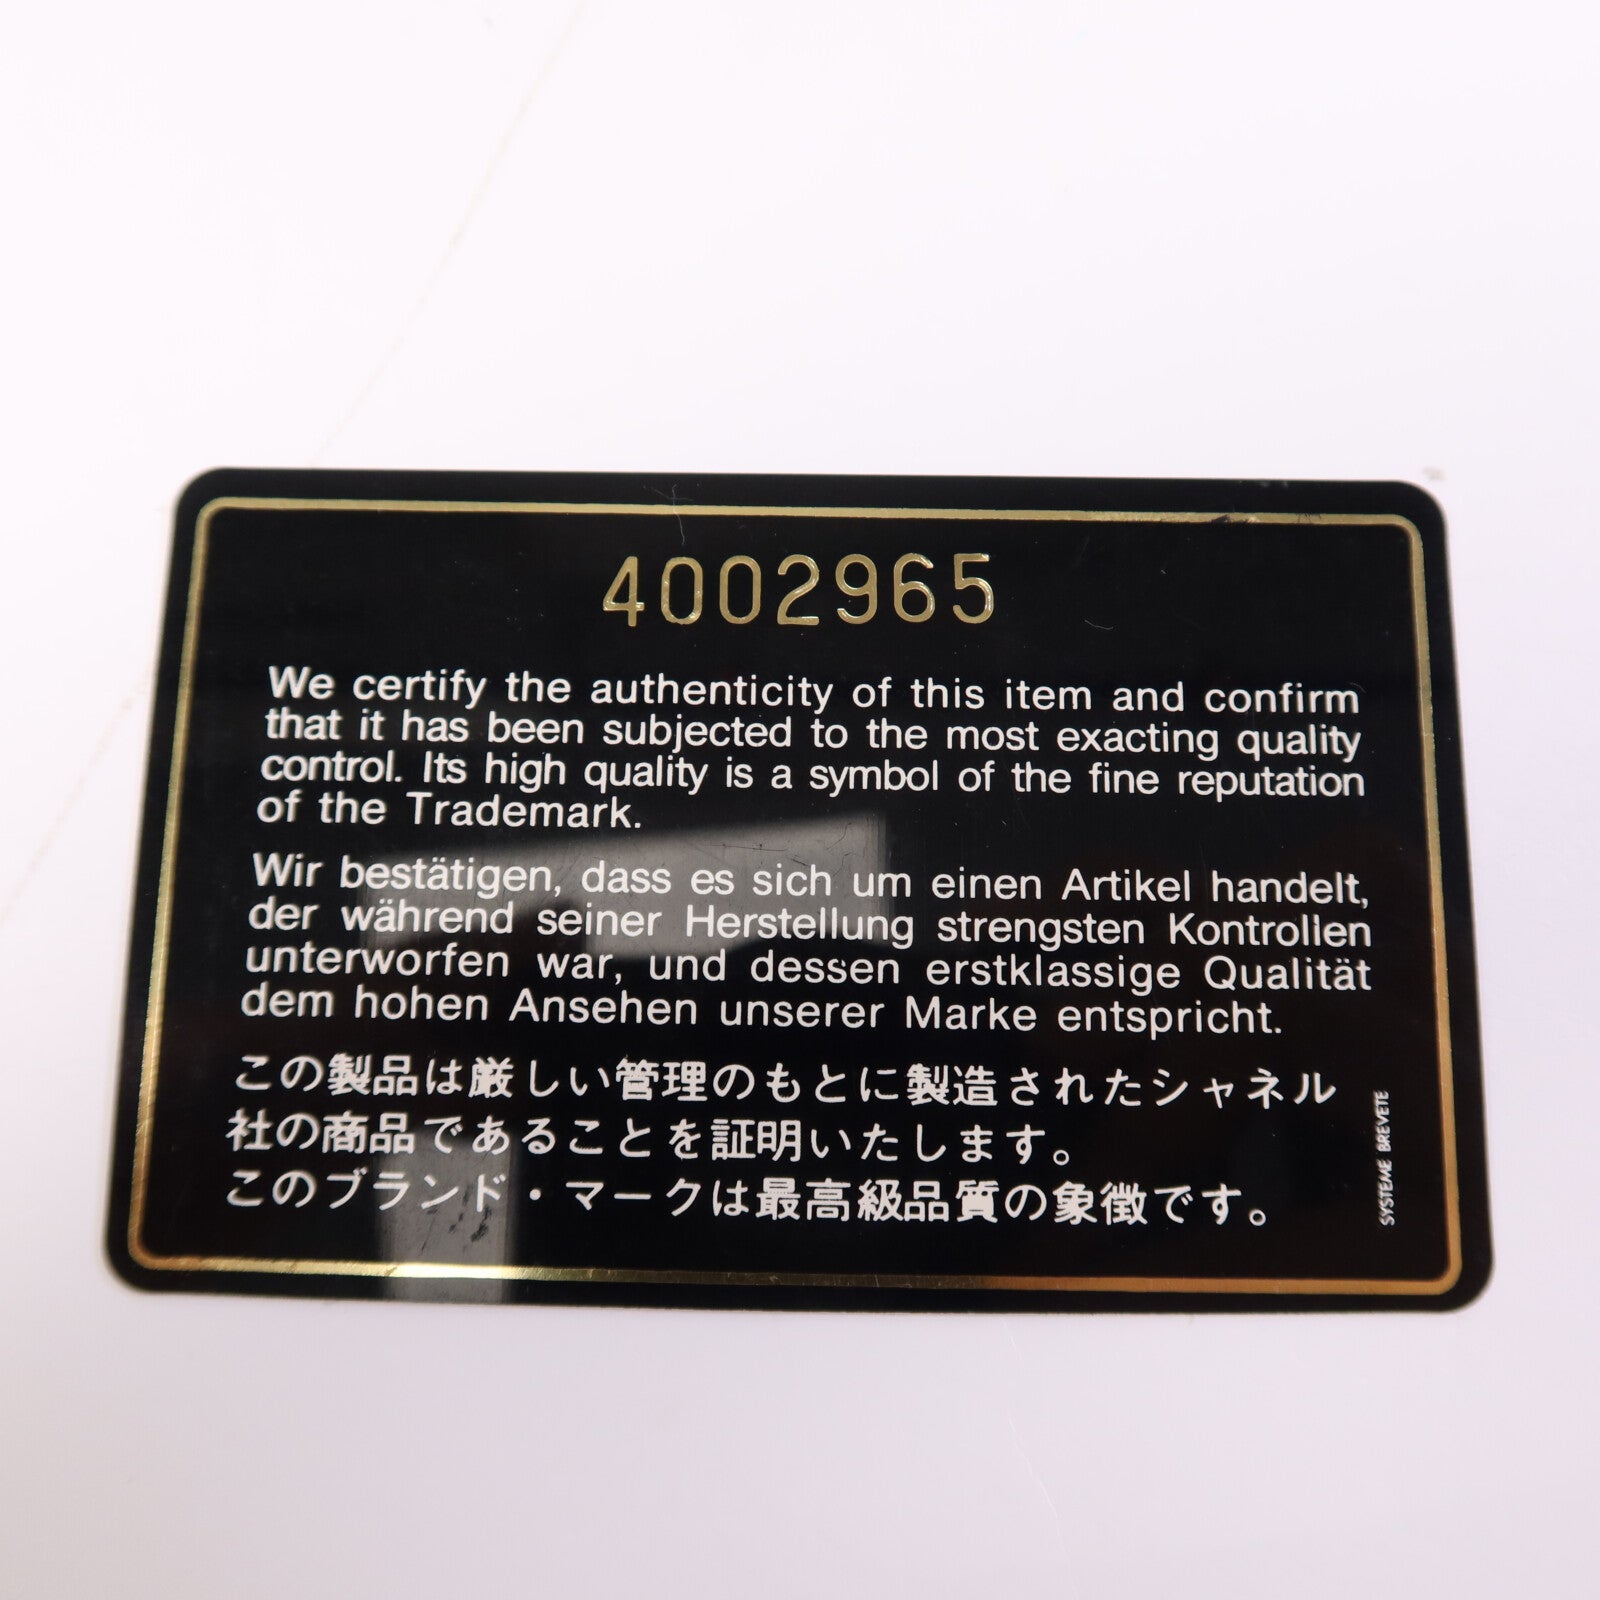 4002965
We certify the authenticity of this item and confirm
that it has been subjected to the most exacting quality
control. Its high quality is a symbol of the fine reputation
of the Trademark.
Wir bestätigen, dass es sich um einen Artikel handelt,
der während seiner Herstellung strengsten Kontrollen
unterworfen war, und dessen erstklassige Qualität
dem hohen Ansehen unserer Marke entspricht.
この製品は厳しい管理のもとに製造されたシャネル
社の商品であることを証明いたします。
このブランド・マークは最高級品質の象徴です。
SYSTEME BREVETE